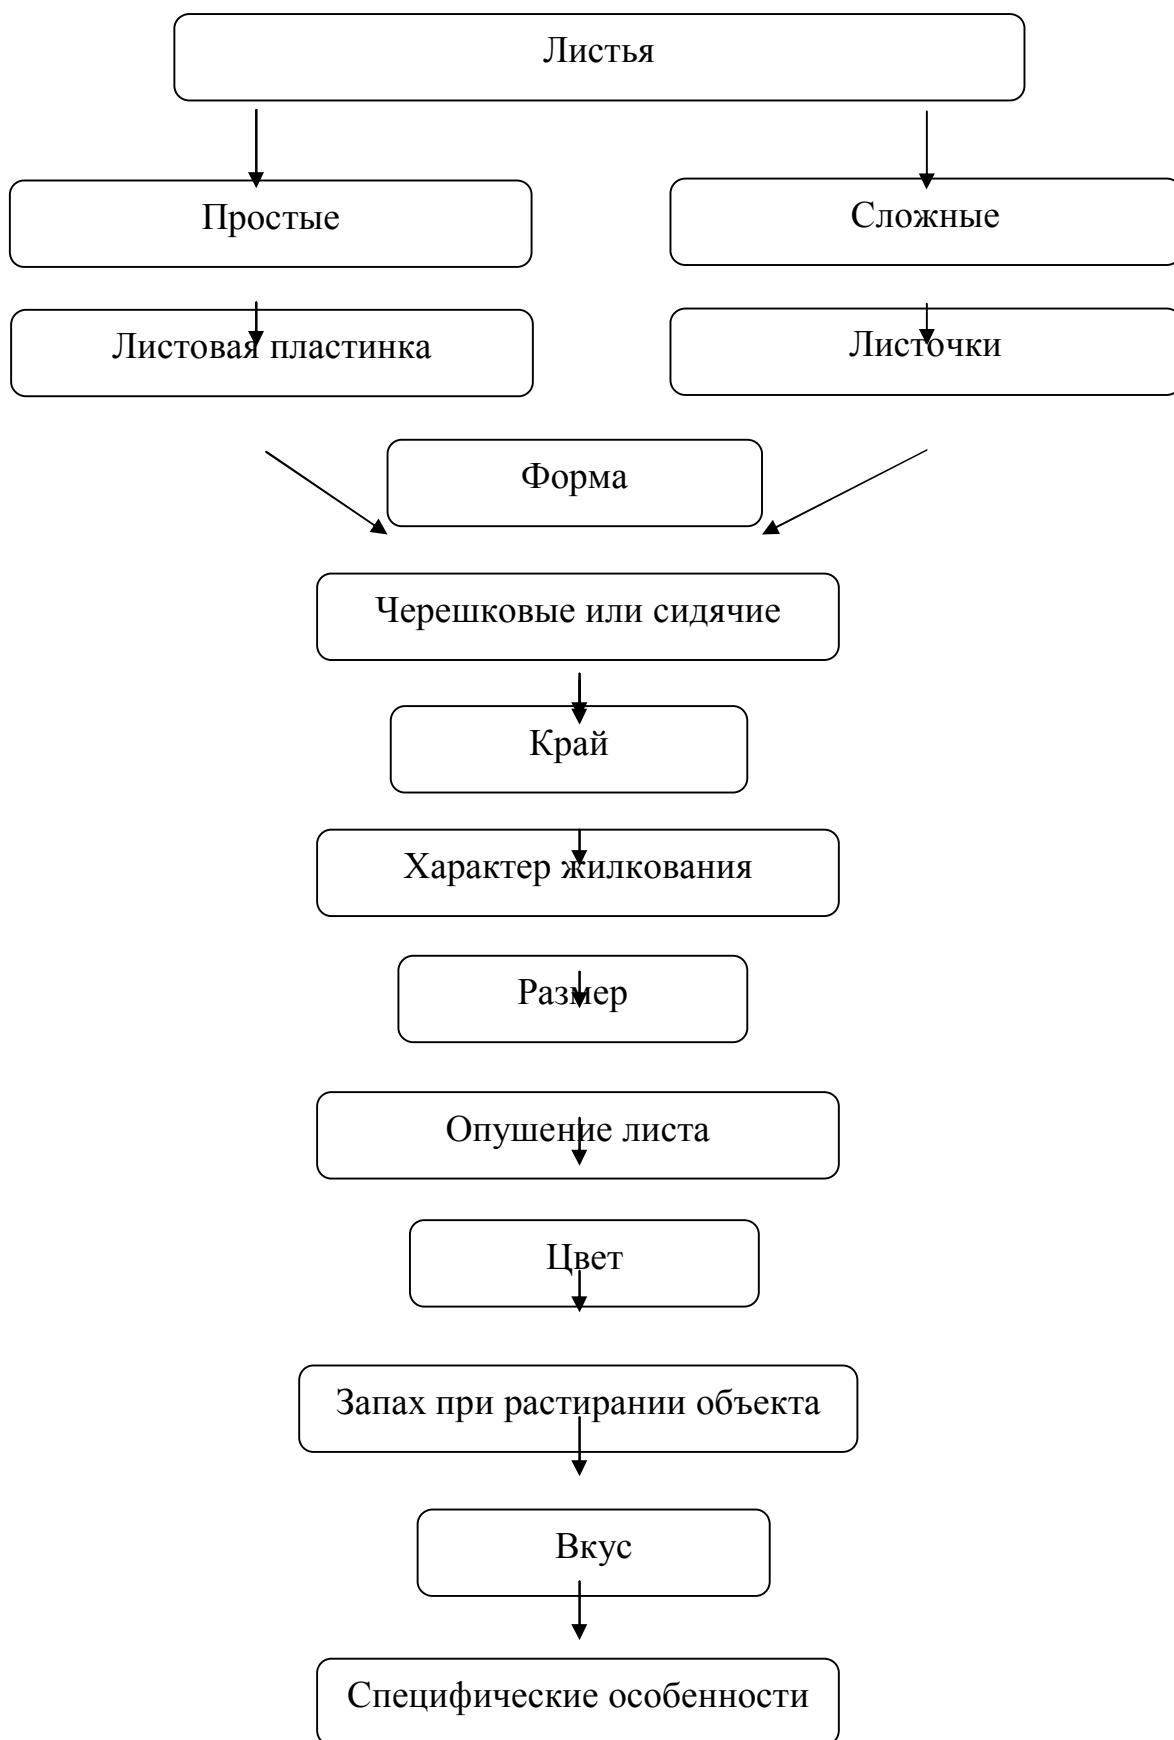 Листья
Простые
Сложные
Листовая пластинка
Листочки
Форма
Черешковые или сидячие
Край
Характер жилкования
Размер
Опушение листа
Цвет
Запах при растирании объекта
Вкус
Специфические особенности